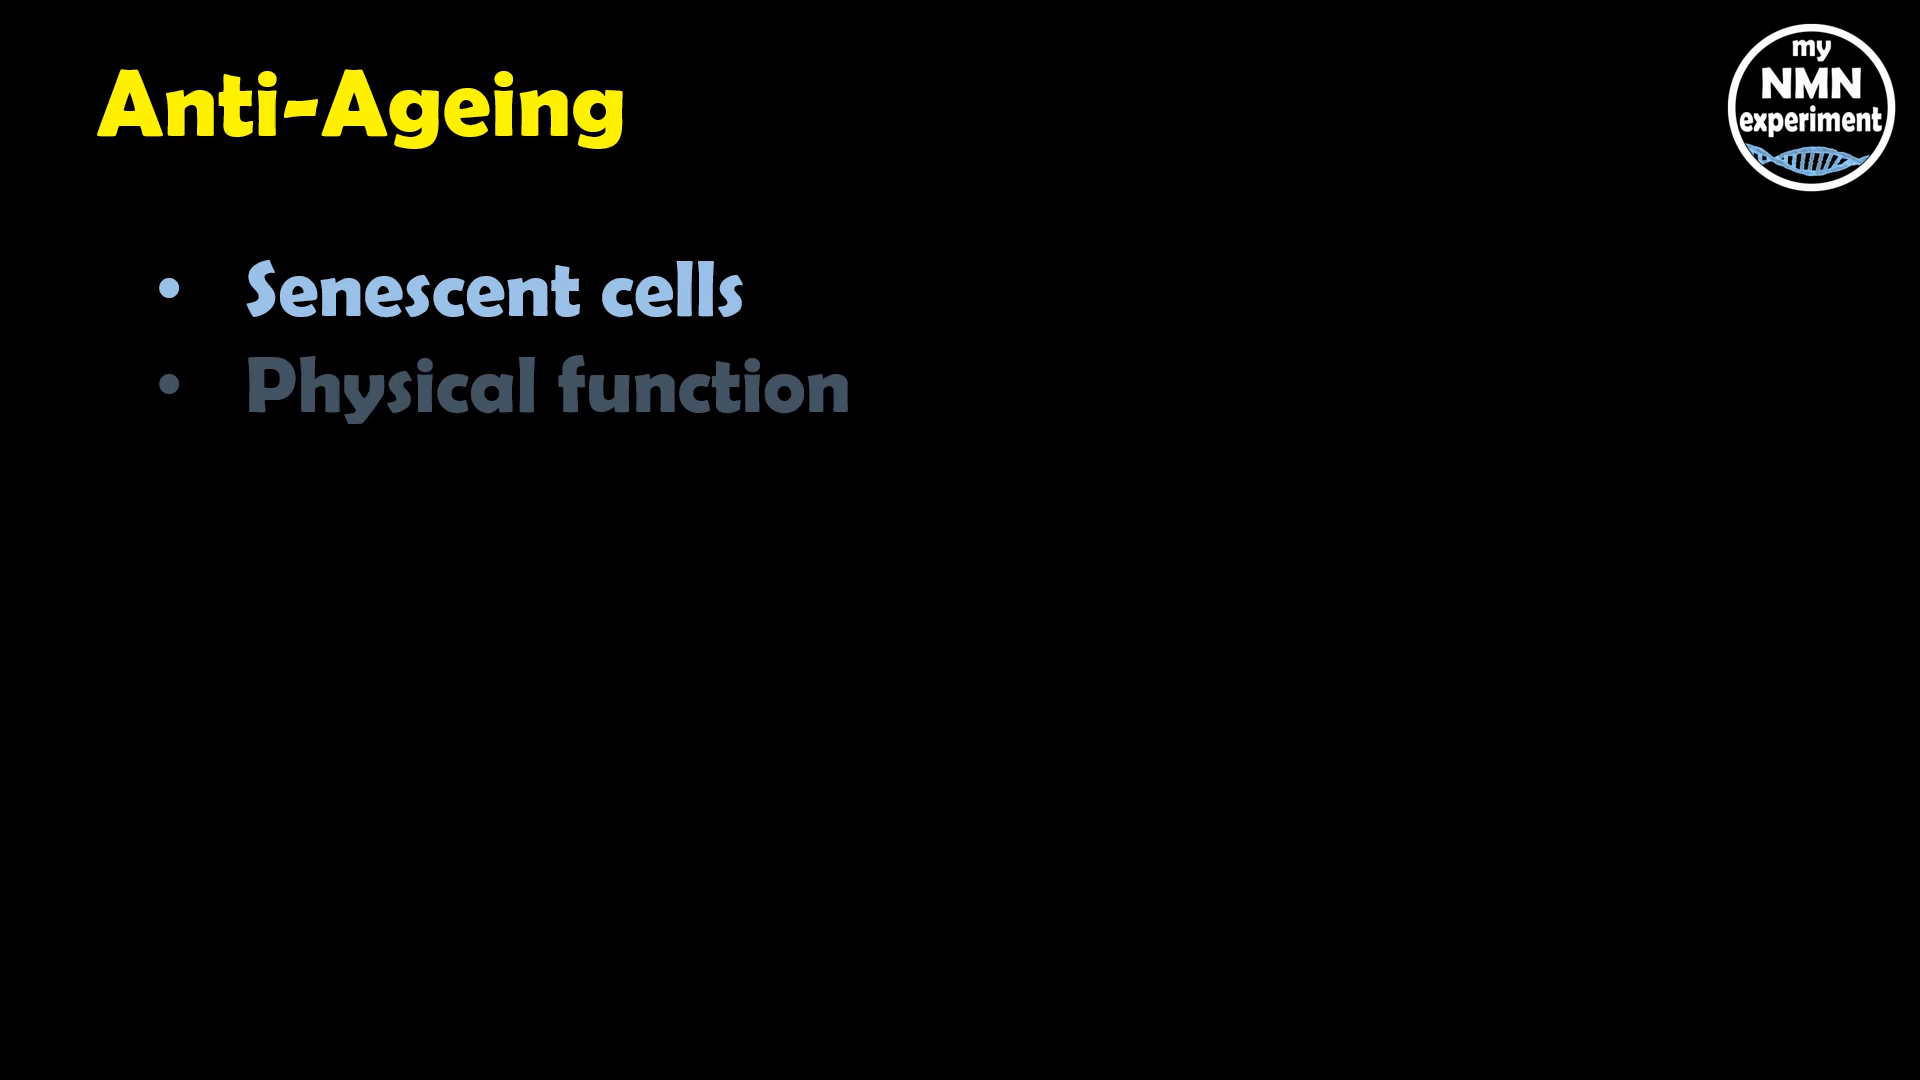 Anti-Ageing
my
NMN
experiment
• Senescent cells
• Physical function